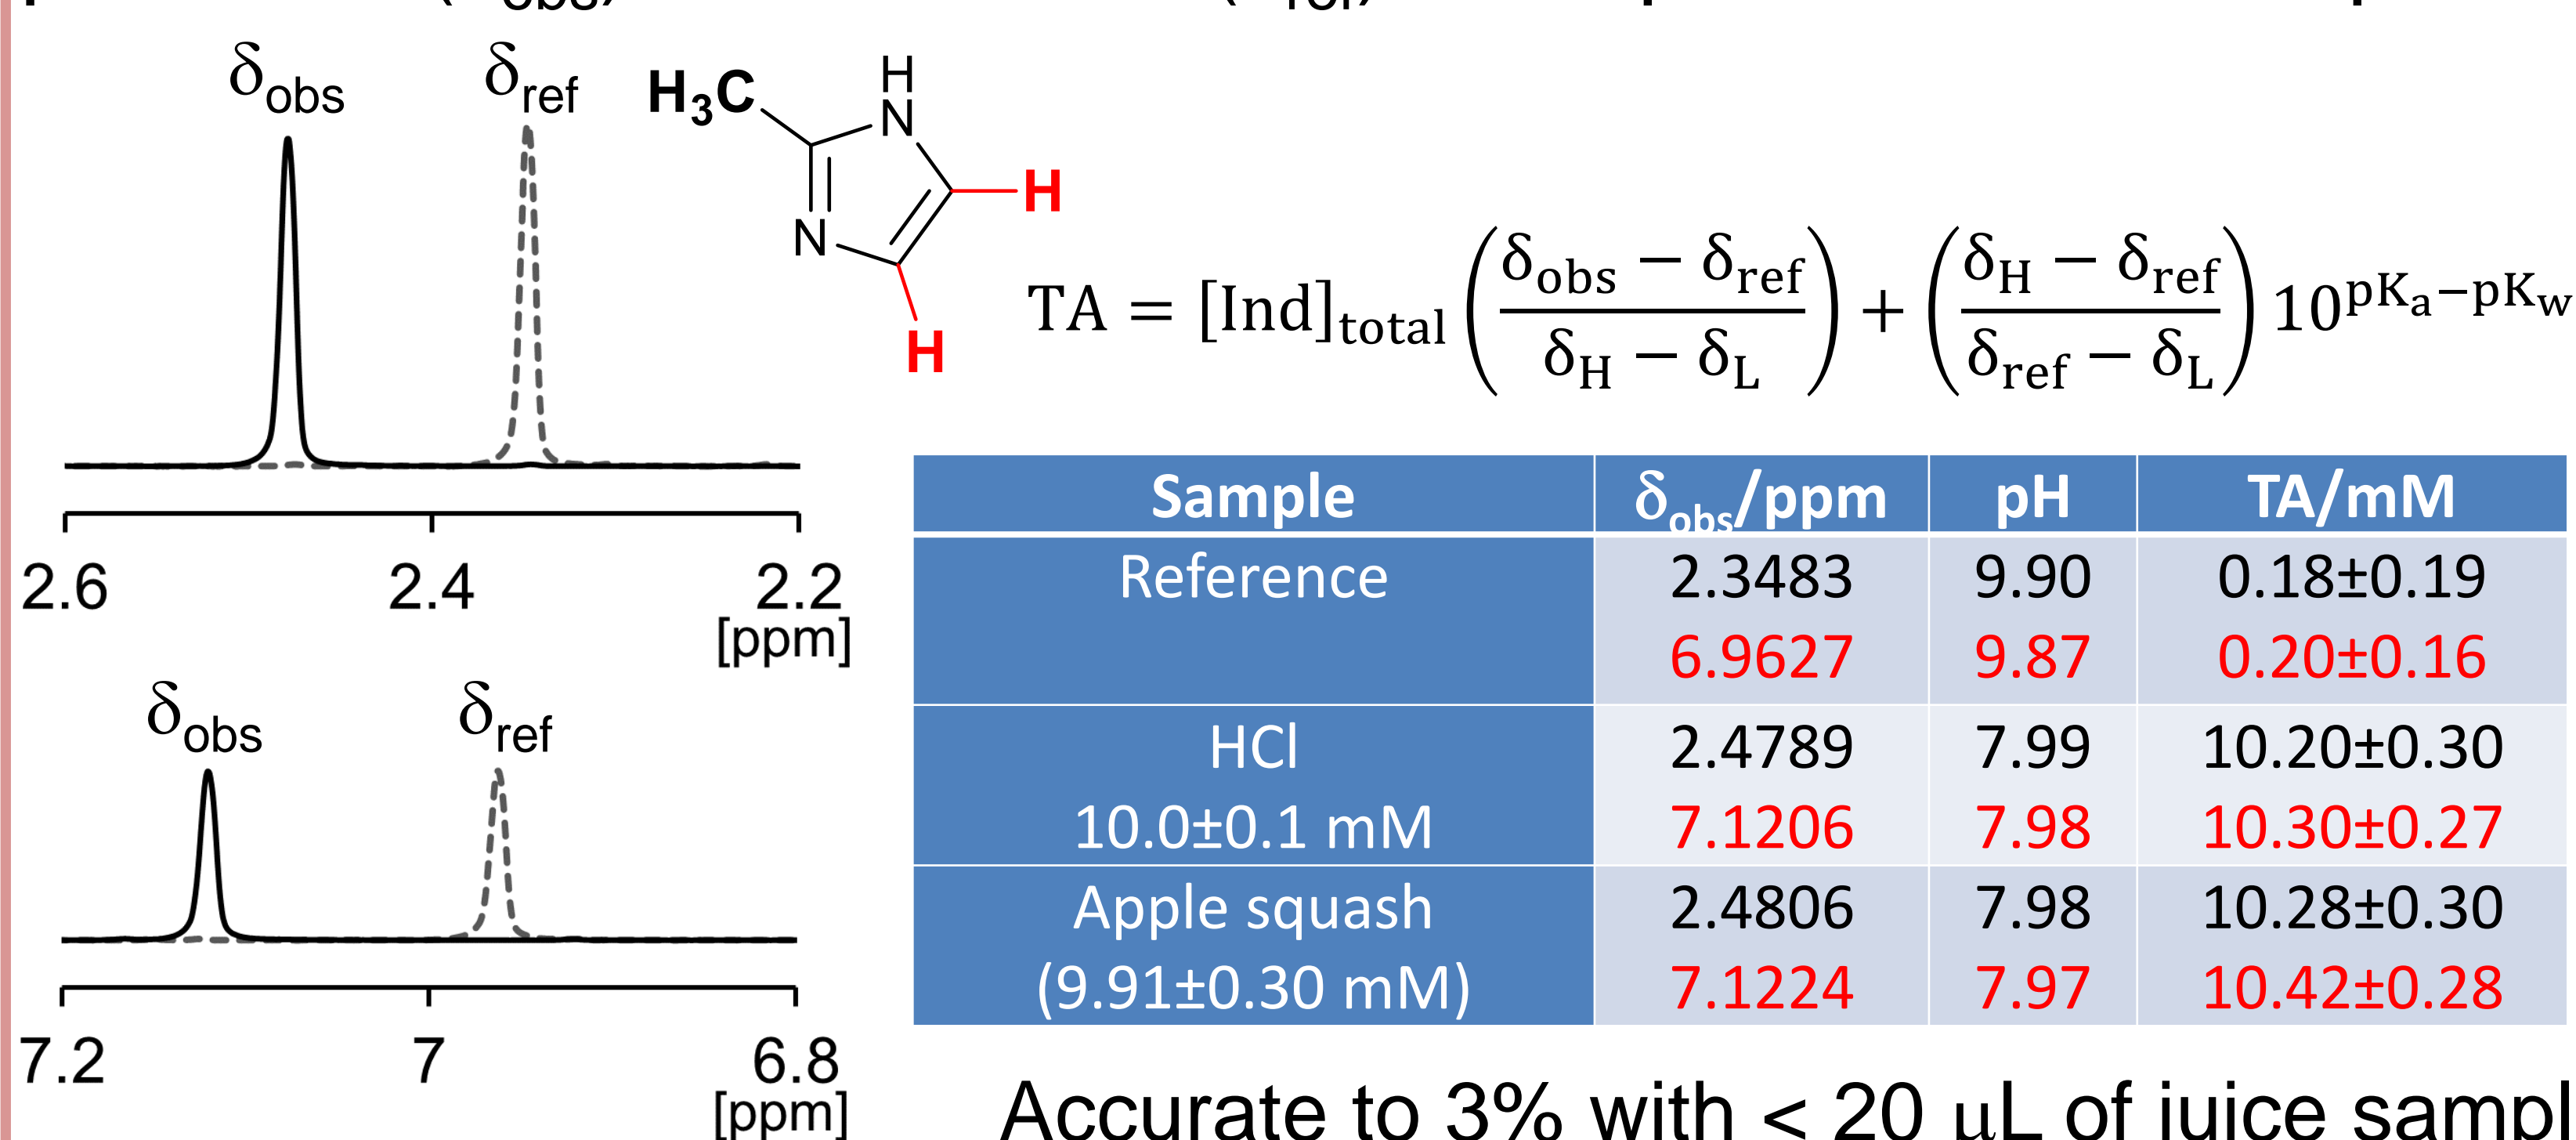 δobs
δref
H3C
H
N
N
H
H
TA = [Ind]total ((δobs − δref)/(δH − δL)) + ((δH − δref)/(δref − δL)) 10^(pKa−pKw)
2.6 2.4 2.2
[ppm]
δobs
δref
7.2 7 6.8
[ppm]
Sample δobs/ppm pH TA/mM
Reference 2.3483 9.90 0.18±0.19
6.9627 9.87 0.20±0.16
HCl 2.4789 7.99 10.20±0.30
10.0±0.1 mM 7.1206 7.98 10.30±0.27
Apple squash 2.4806 7.98 10.28±0.30
(9.91±0.30 mM) 7.1224 7.97 10.42±0.28
Accurate to 3% with < 20 μL of juice sampl